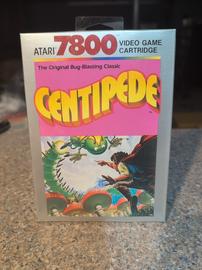 ATARI 7800 VIDEO GAME CARTRIDGE
The Original Bug-Blasting Classic
CENTIPEDE